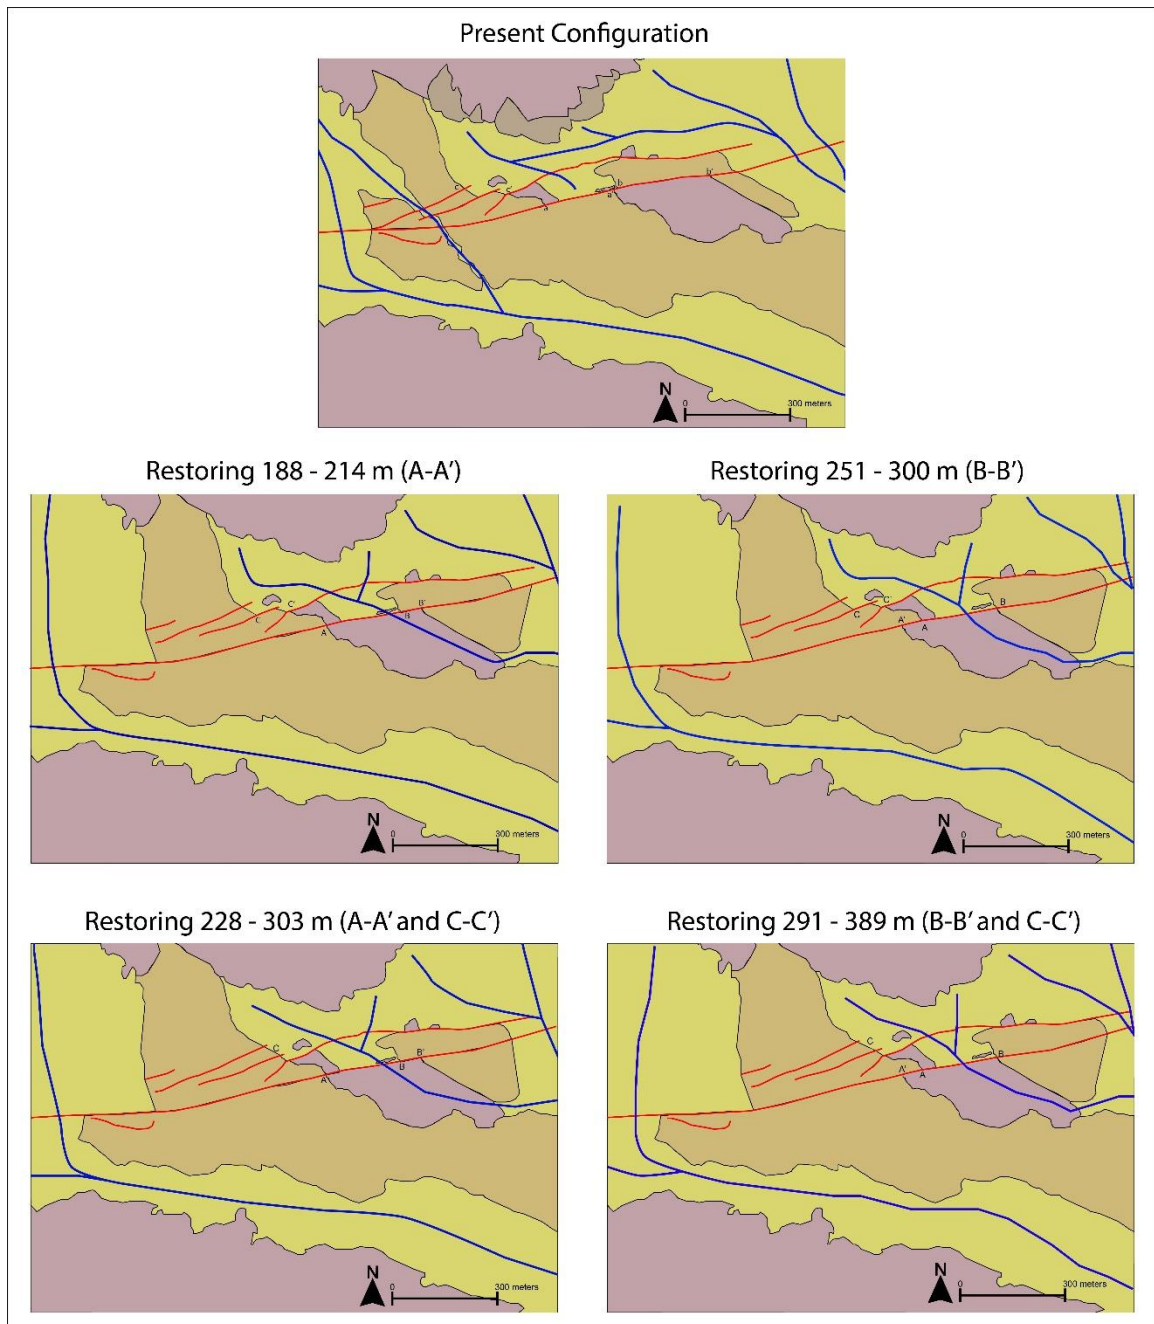 Present Configuration
c
c'
a
b
a'
b'
N
0
300 meters
Restoring 188 - 214 m (A-A’)
Restoring 251 - 300 m (B-B’)
C'
C
A
B'
B
N
0
300 meters
C'
C
A'
A
B
N
0
300 meters
Restoring 228 - 303 m (A-A’ and C-C’)
Restoring 291 - 389 m (B-B’ and C-C’)
C
A'
B'
B
N
0
300 meters
C
A'
A
B
N
0
300 meters